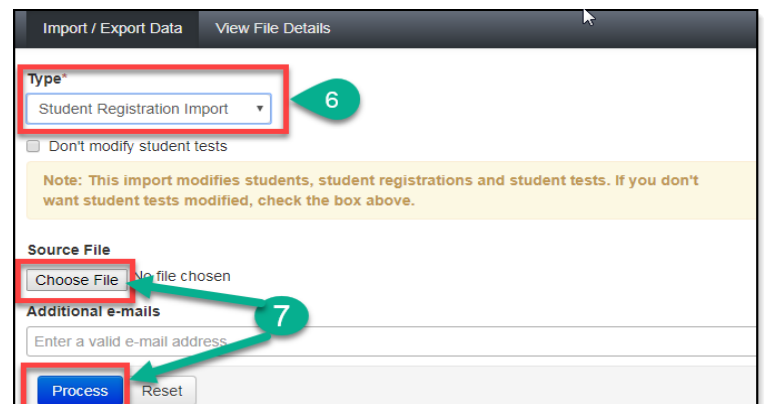 Import / Export Data View File Details
Type*
Student Registration Import
6
Don't modify student tests
Note: This import modifies students, student registrations and student tests. If you don't
want student tests modified, check the box above.
Source File
Choose File No file chosen
7
Additional e-mails
Enter a valid e-mail address
Process Reset